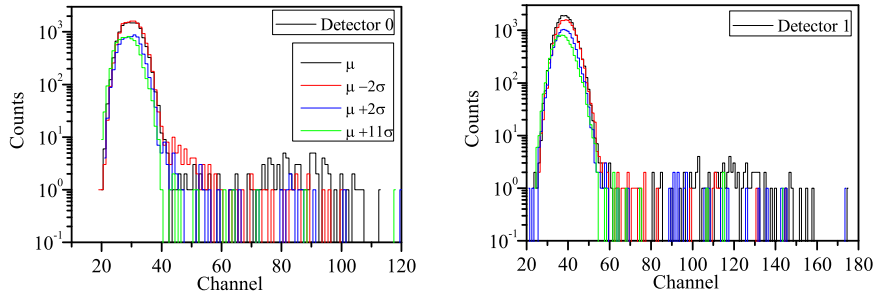 Detector 0
μ
μ −2σ
μ +2σ
μ +11σ
10³
10²
10¹
10⁰
10⁻¹
Counts
20 40 60 80 100 120
Channel
Detector 1
10³
10²
10¹
10⁰
10⁻¹
Counts
20 40 60 80 100 120 140 160 180
Channel